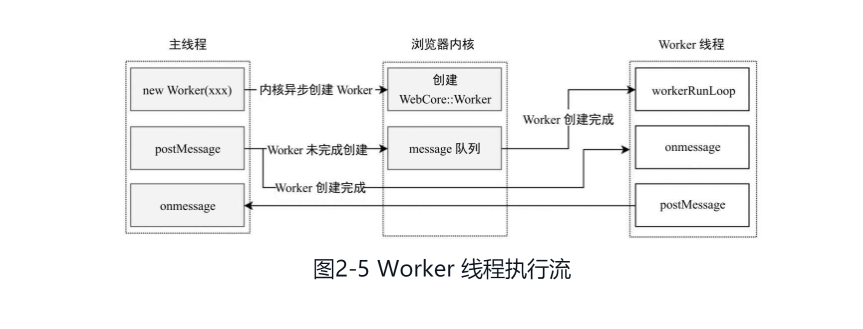 主线程
浏览器内核
Worker 线程
new Worker(xxx)
内核异步创建 Worker
创建
WebCore::Worker
workerRunLoop
Worker 创建完成
postMessage
Worker 未完成创建
message 队列
onmessage
Worker 创建完成
onmessage
postMessage
图2-5 Worker 线程执行流